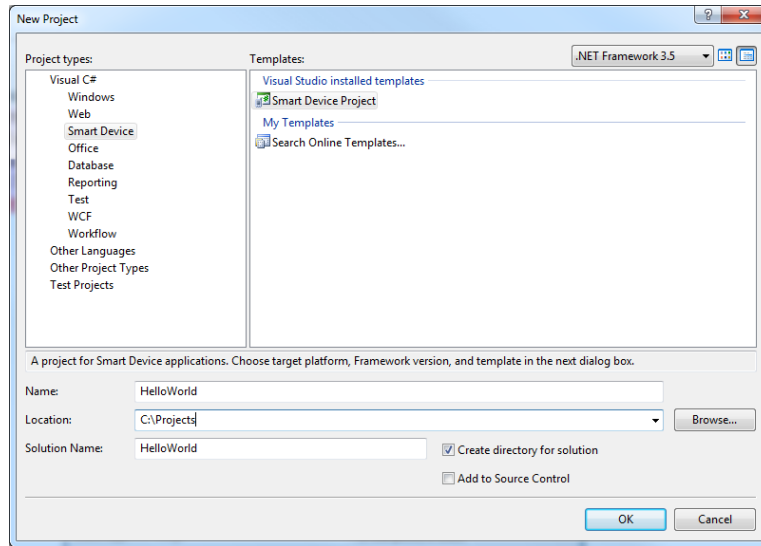 New Project
Project types:
Templates:
.NET Framework 3.5
Visual C#
Windows
Web
Smart Device
Office
Database
Reporting
Test
WCF
Workflow
Other Languages
Other Project Types
Test Projects
Visual Studio installed templates
Smart Device Project
My Templates
Search Online Templates...
A project for Smart Device applications. Choose target platform, Framework version, and template in the next dialog box.
Name:
HelloWorld
Location:
C:\Projects
Browse...
Solution Name:
HelloWorld
Create directory for solution
Add to Source Control
OK
Cancel